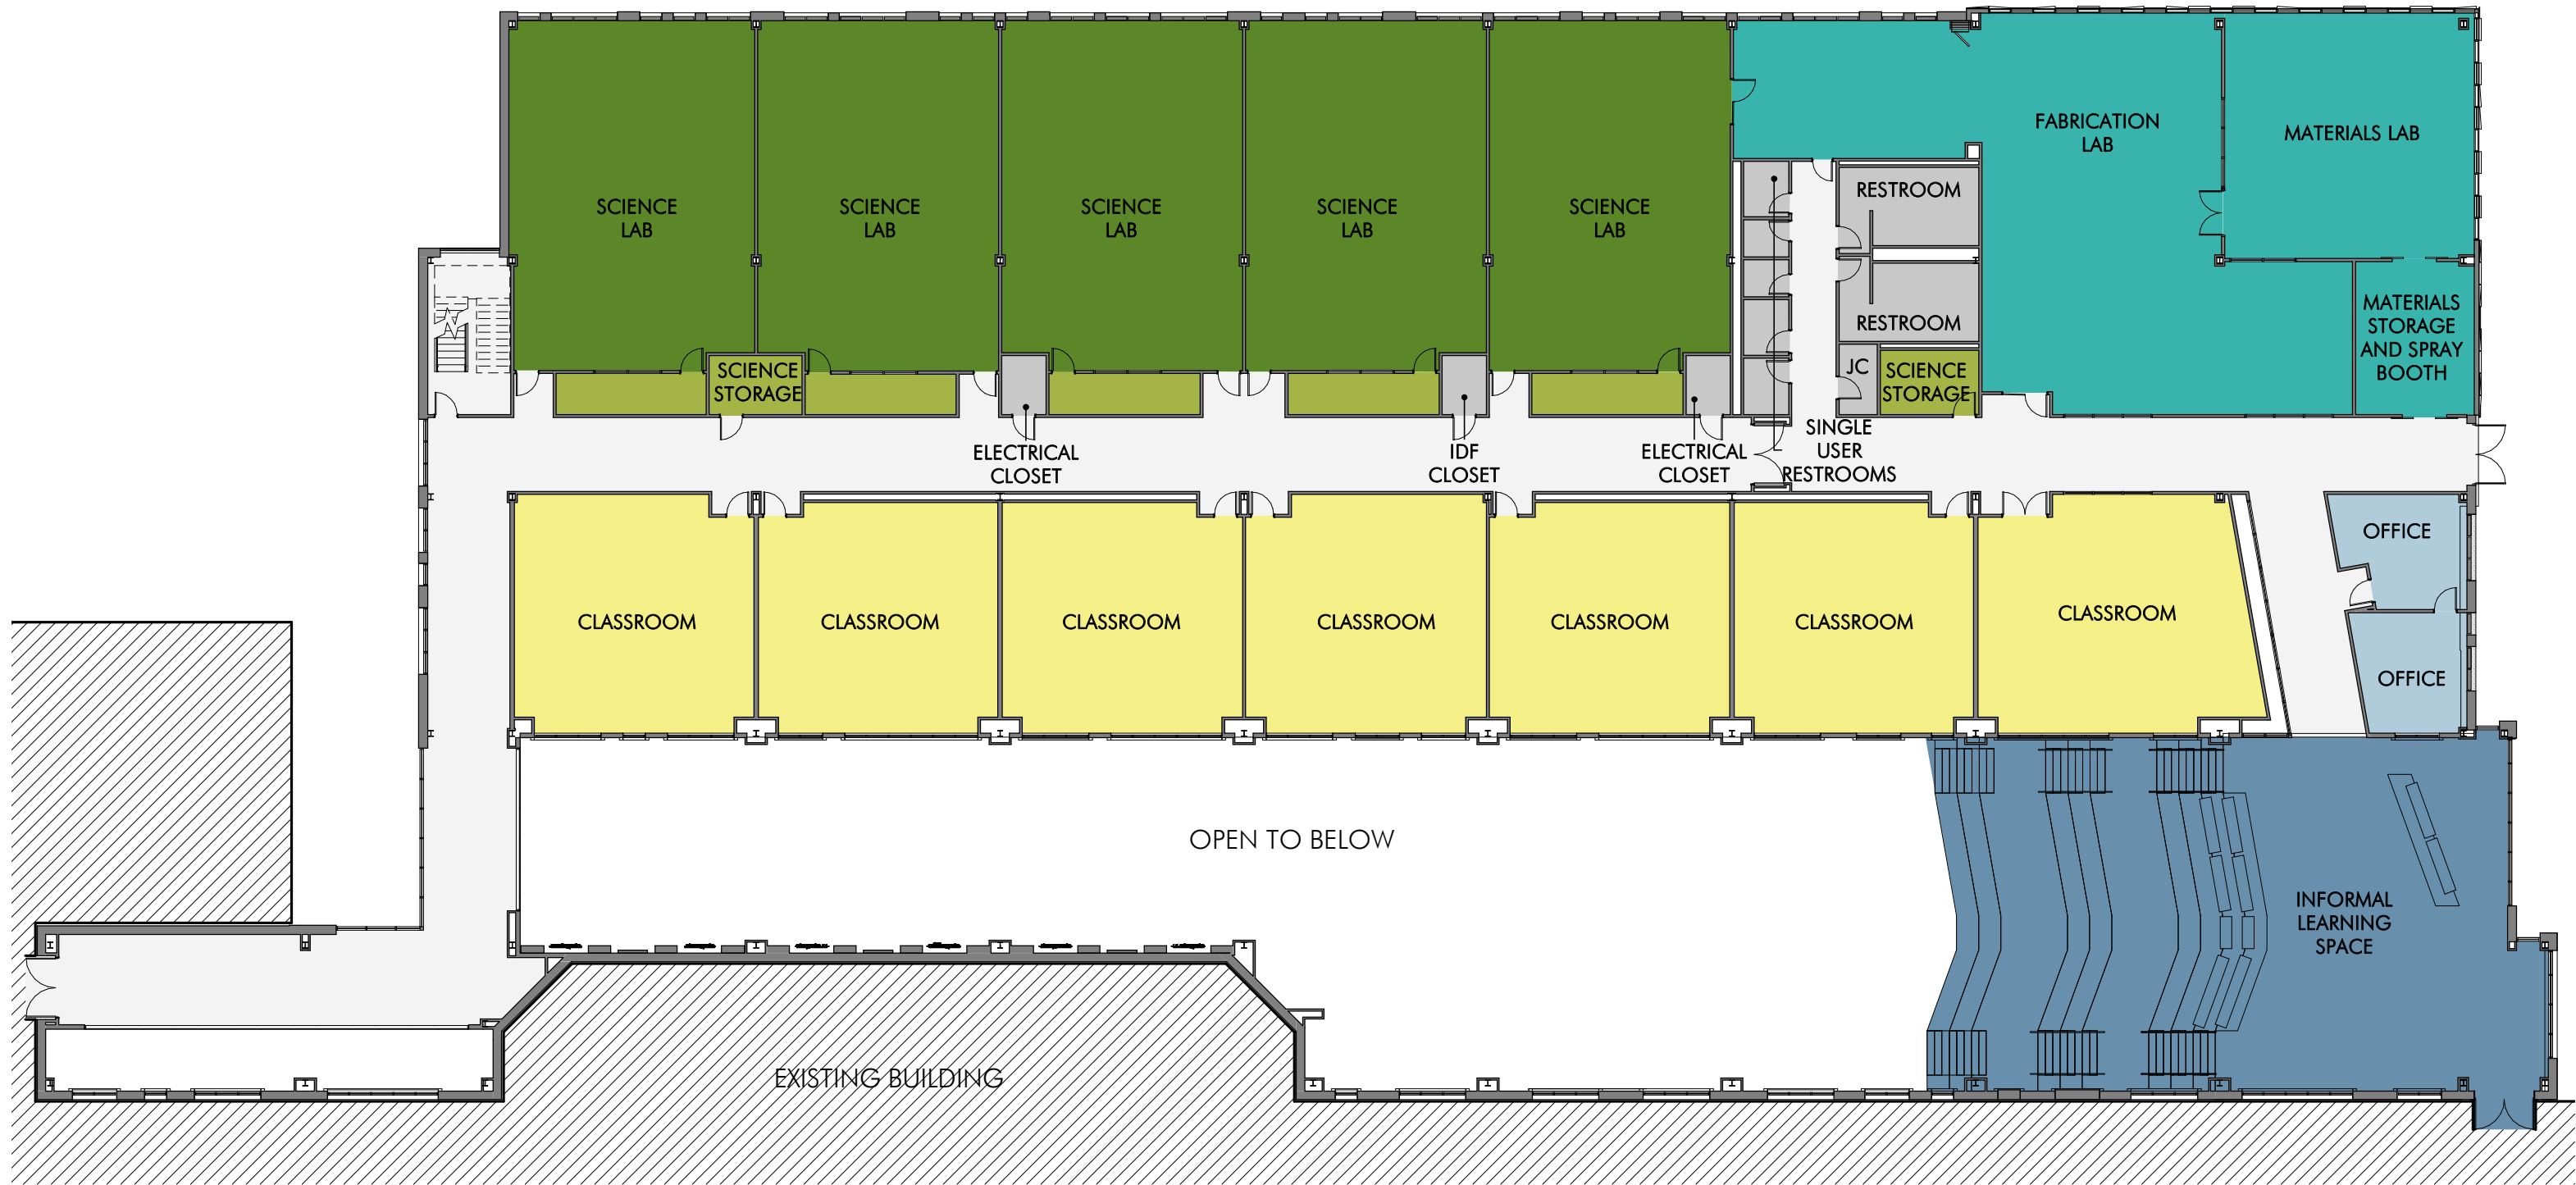 FABRICATION
LAB
MATERIALS LAB
RESTROOM
SCIENCE
LAB
SCIENCE
LAB
SCIENCE
LAB
SCIENCE
LAB
SCIENCE
LAB
RESTROOM
MATERIALS
STORAGE
AND SPRAY
BOOTH
JC
SCIENCE
STORAGE
SCIENCE
STORAGE
ELECTRICAL
CLOSET
IDF
CLOSET
ELECTRICAL
CLOSET
SINGLE
USER
RESTROOMS
OFFICE
CLASSROOM
CLASSROOM
CLASSROOM
CLASSROOM
CLASSROOM
CLASSROOM
CLASSROOM
OFFICE
OPEN TO BELOW
INFORMAL
LEARNING
SPACE
EXISTING BUILDING